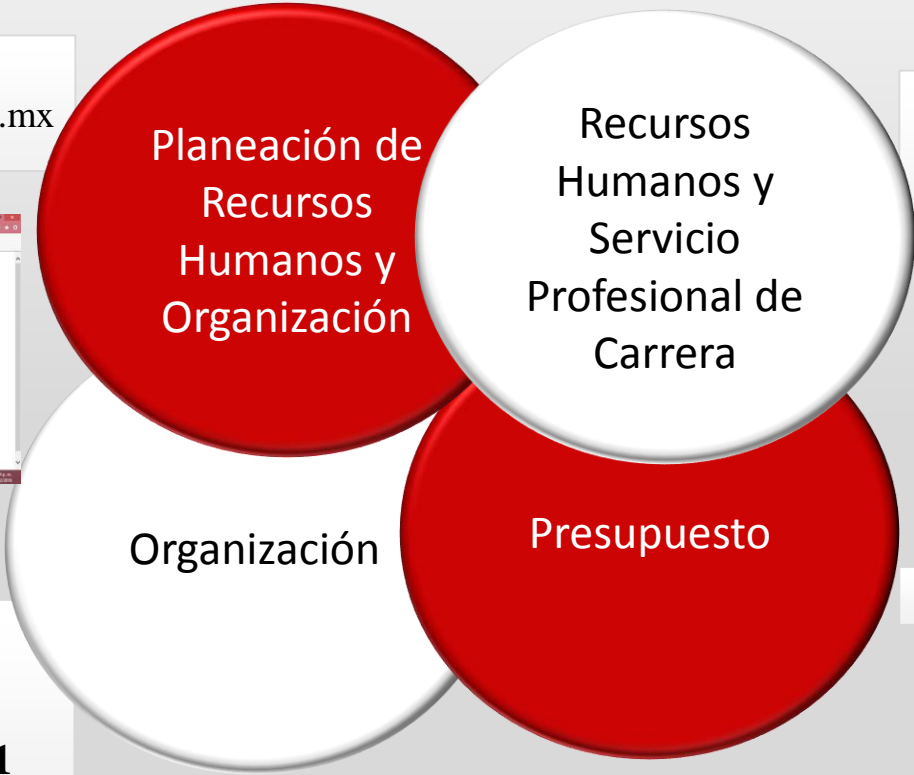 .mx
Planeación de
Recursos
Humanos y
Organización
Recursos
Humanos y
Servicio
Profesional de
Carrera
Organización
Presupuesto